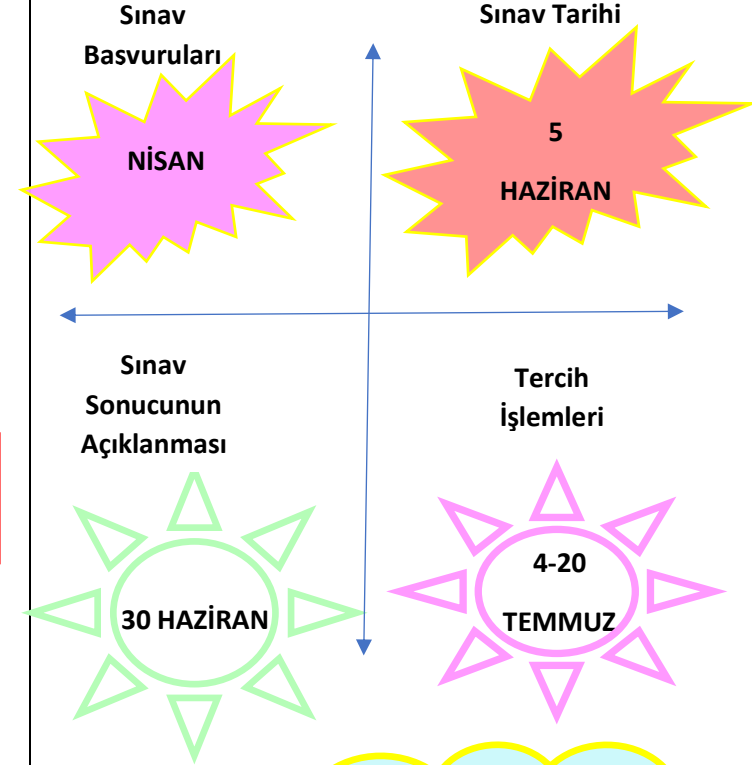 Sınav
Basvuruları
NİSAN
Sınav Tarihi
5
HAZİRAN
Sınav
Sonucunun
Açıklanması
30 HAZİRAN
Tercih
İşlemleri
4-20
TEMMUZ